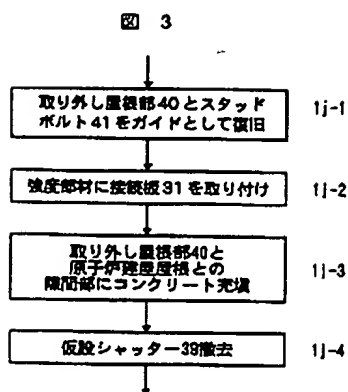 図 3
取り外し屋根部40とスタッド
ボルト41をガイドとして復旧
1j-1
強度部材に接続板31を取り付け
1j-2
取り外し屋根部40と
原子炉建屋屋根との
隙間部にコンクリート充填
1j-3
仮設シャッター39撤去
1j-4